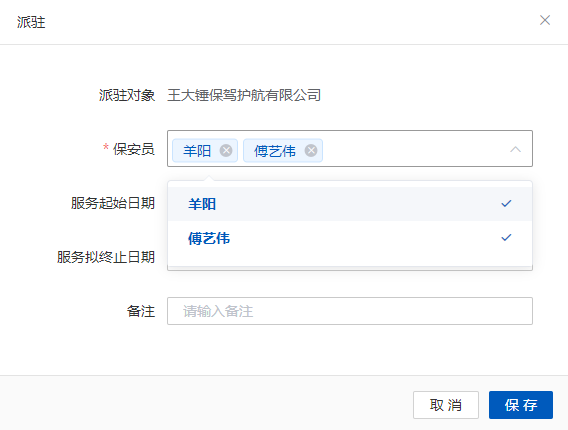 派驻
派驻对象 王大锤保驾护航有限公司
* 保安员 羊阳 傅艺伟
服务起始日期 羊阳
傅艺伟
服务拟终止日期
备注 请输入备注
取消 保存